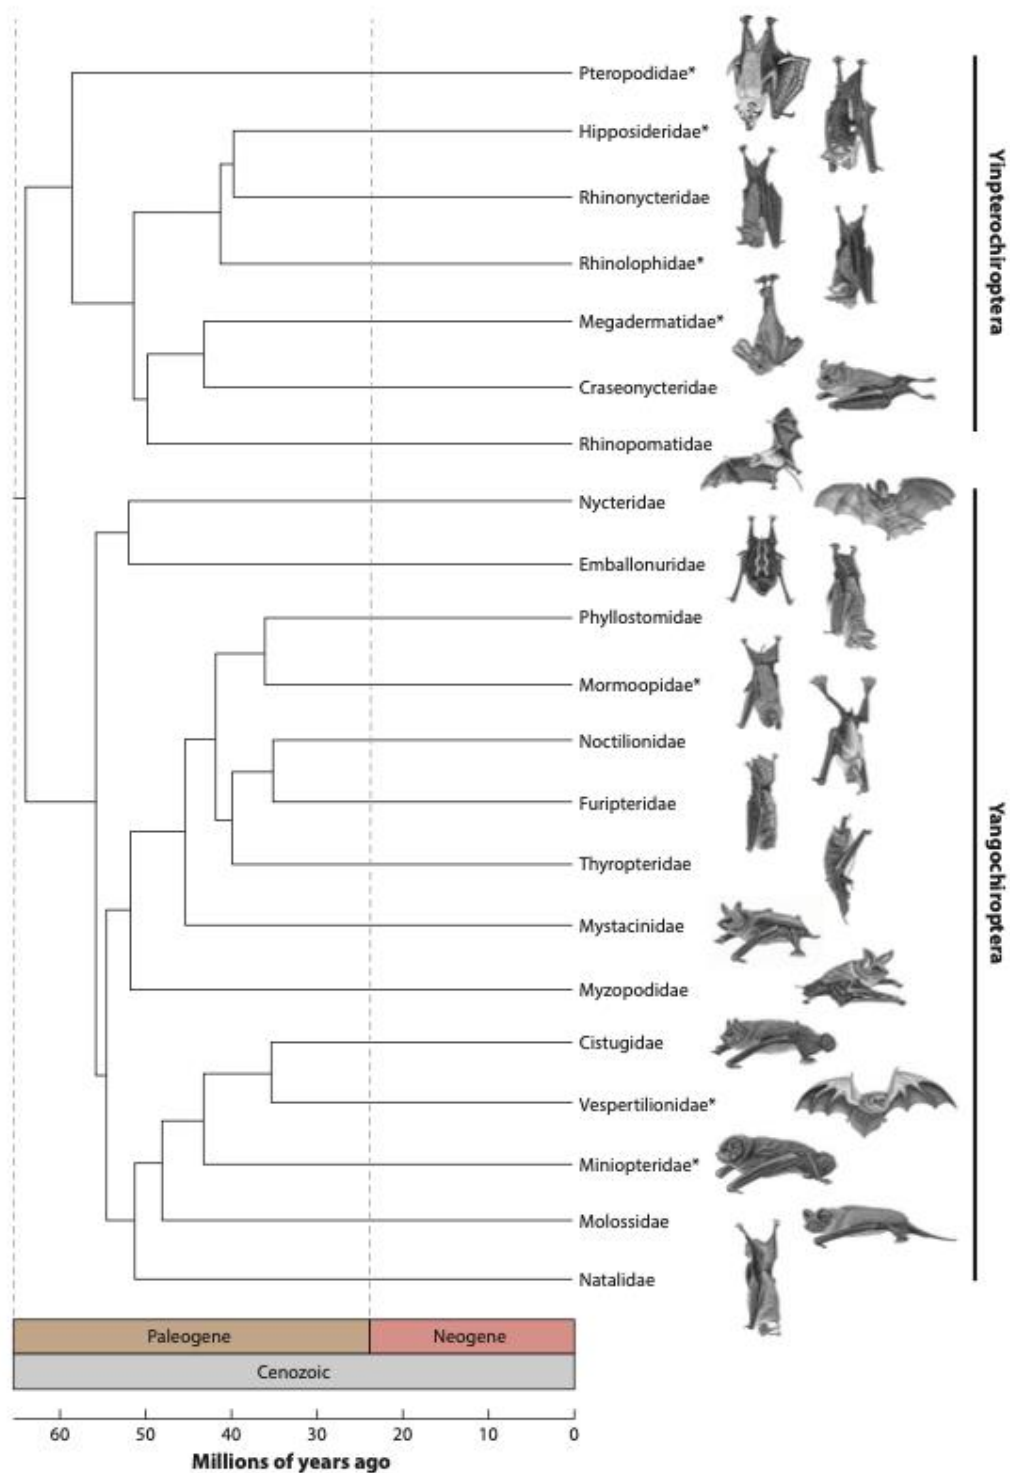 Pteropodidae*
Hipposideridae*
Rhinonycteridae
Rhinolophidae*
Megadermatidae*
Craseonycteridae
Rhinopomatidae
Yinpterochiroptera
Nycteridae
Emballonuridae
Phyllostomidae
Mormoopidae*
Noctilionidae
Furipteridae
Thyropteridae
Mystacinidae
Myzopodidae
Cistugidae
Vespertilionidae*
Miniopteridae*
Molossidae
Natalidae
Yangochiroptera
Paleogene Neogene
Cenozoic
60 50 40 30 20 10 0
Millions of years ago